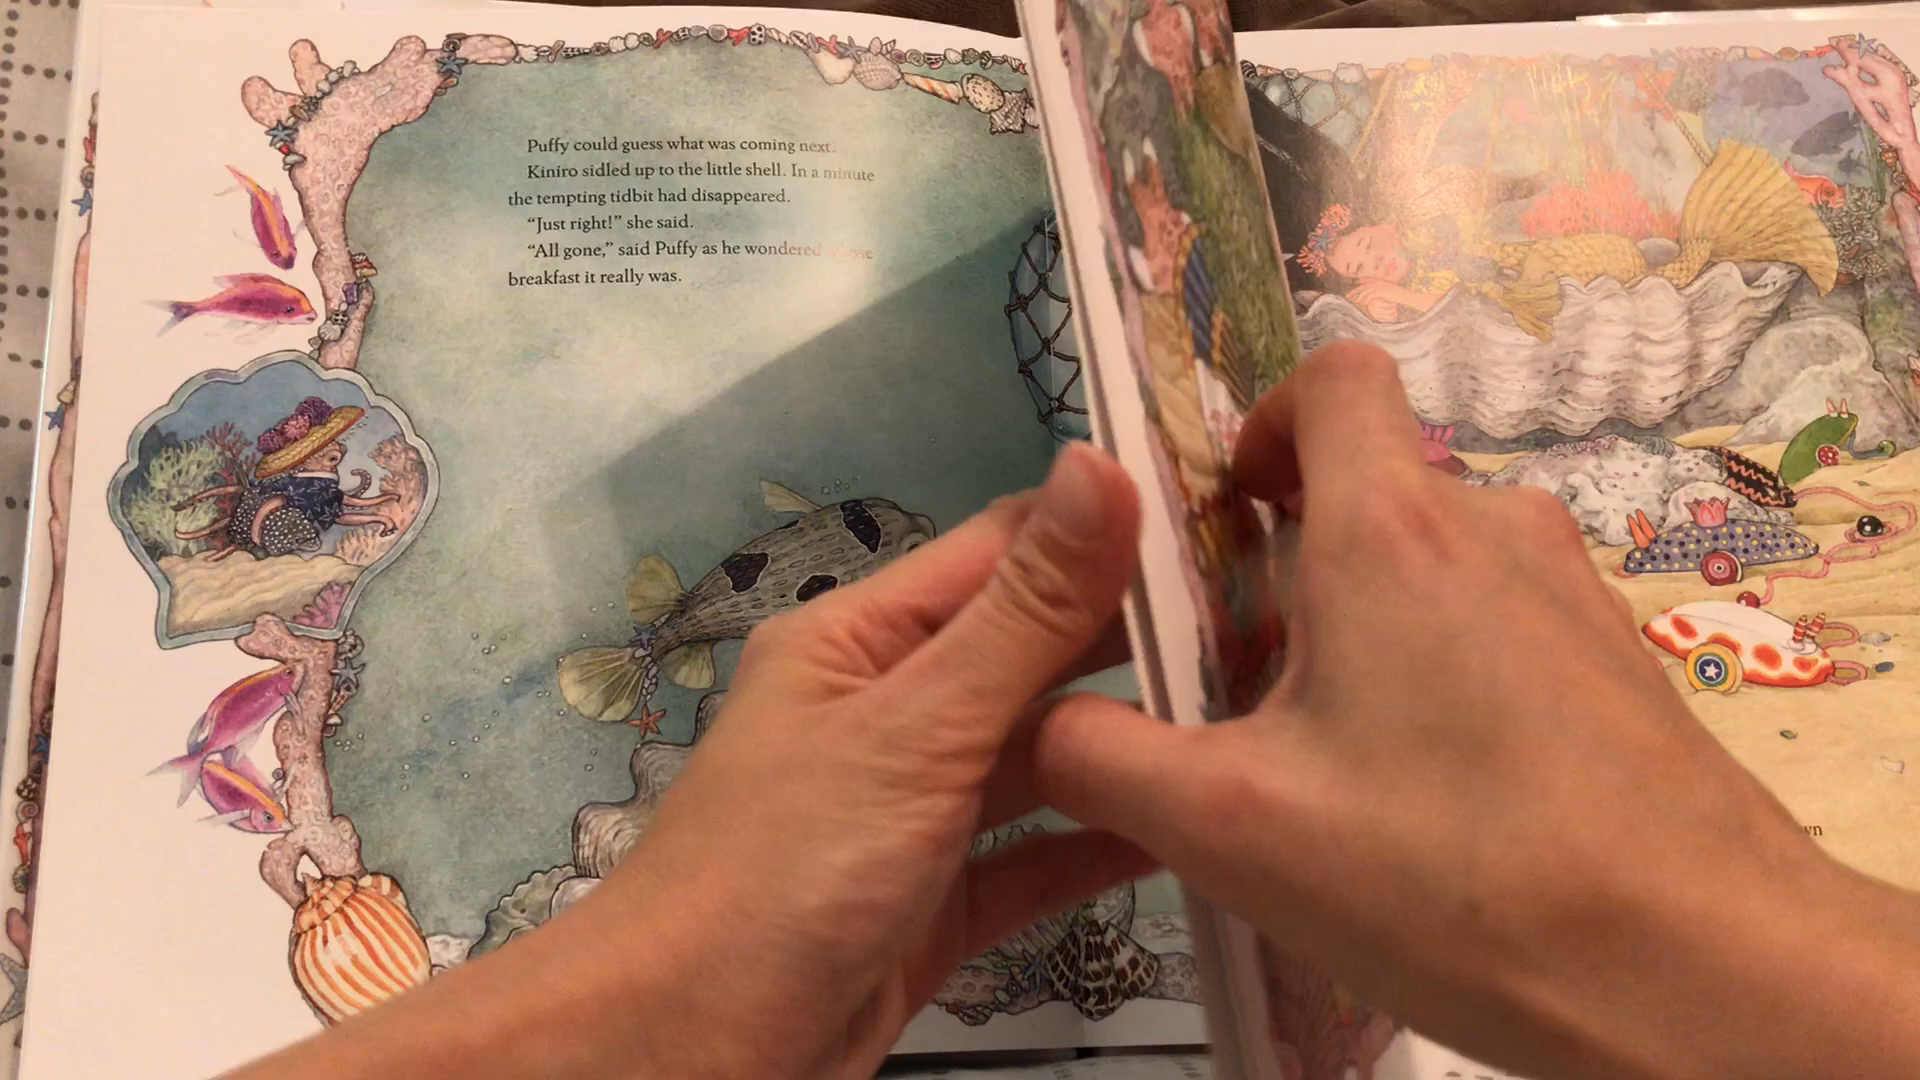 Puffy could guess what was coming next.
Kiniro sidled up to the little shell. In a minute
the tempting tidbit had disappeared.
“Just right!” she said.
“All gone,” said Puffy as he wondered whose
breakfast it really was.